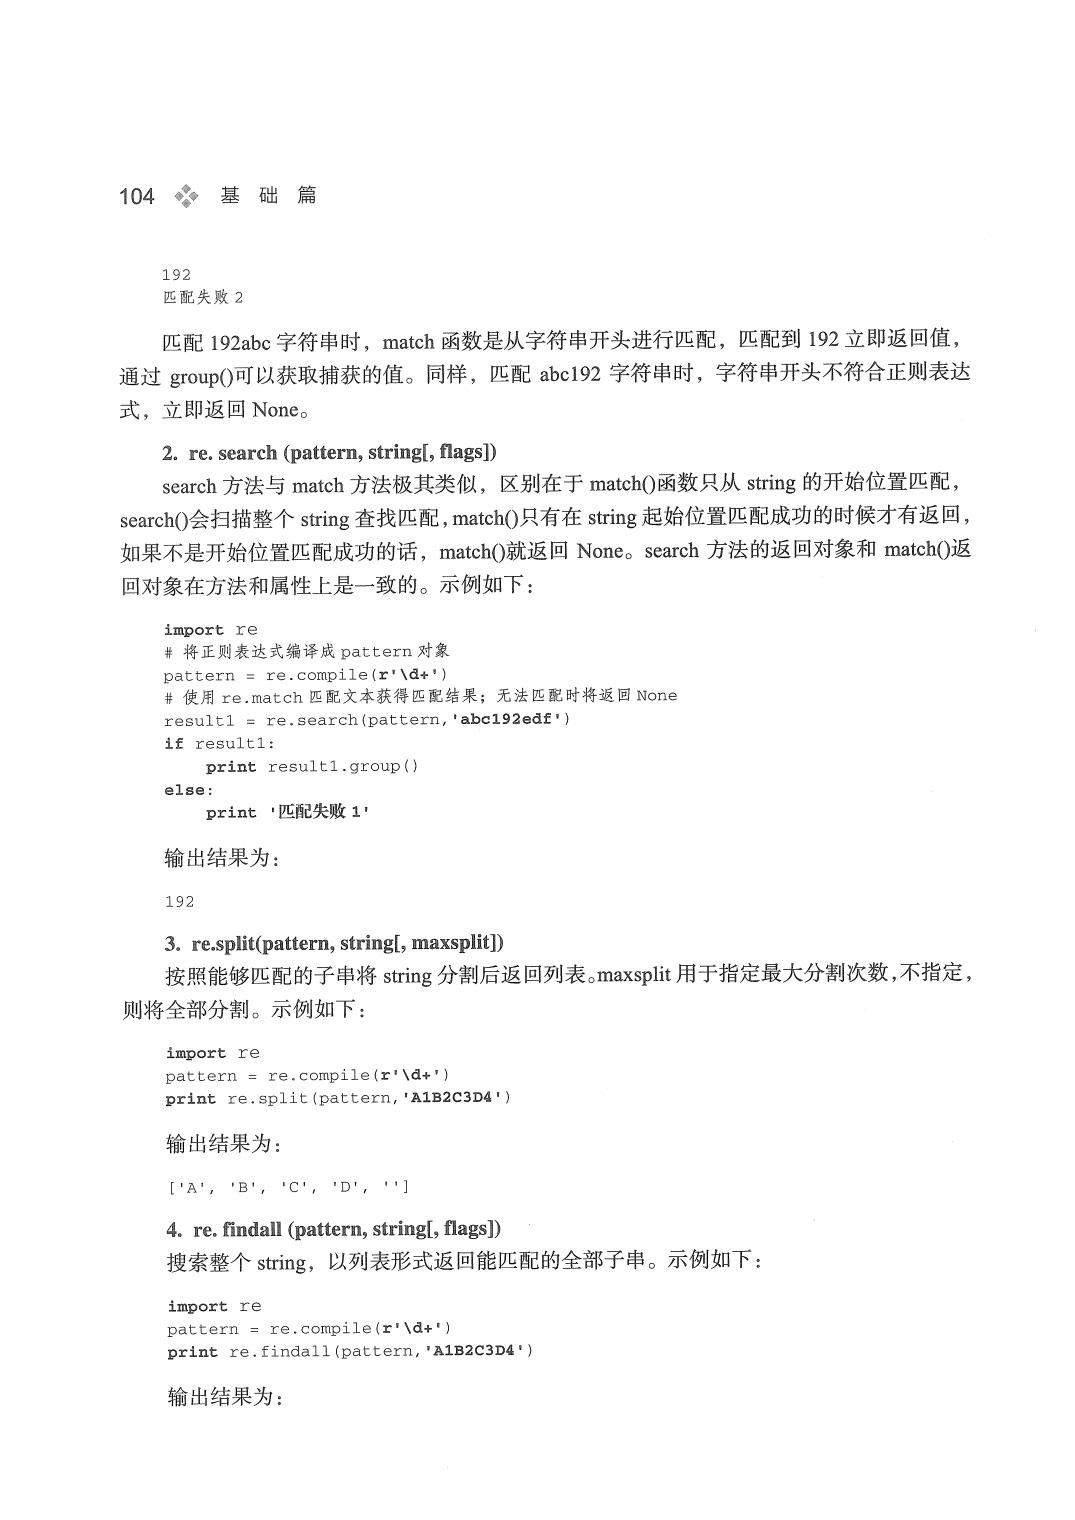 104 基 础 篇
192
匹配失败 2
匹配 192abc 字符串时，match 函数是从字符串开头进行匹配，匹配到 192 立即返回值，
通过 group()可以获取捕获的值。同样，匹配 abc192 字符串时，字符串开头不符合正则表达
式，立即返回 None。
2. re. search (pattern, string[, flags])
search 方法与 match 方法极其类似，区别在于 match()函数只从 string 的开始位置匹配，
search()会扫描整个 string 查找匹配，match()只有在 string 起始位置匹配成功的时候才有返回，
如果不是开始位置匹配成功的话，match()就返回 None。search 方法的返回对象和 match()返
回对象在方法和属性上是一致的。示例如下：
import re
# 将正则表达式编译成 pattern 对象
pattern = re.compile(r'\d+')
# 使用 re.match 匹配文本获得匹配结果；无法匹配时将返回 None
result1 = re.search(pattern,'abc192edf')
if result1:
    print result1.group()
else:
    print '匹配失败 1'
输出结果为：
192
3. re.split(pattern, string[, maxsplit])
按照能够匹配的子串将 string 分割后返回列表。maxsplit 用于指定最大分割次数，不指定，
则将全部分割。示例如下：
import re
pattern = re.compile(r'\d+')
print re.split(pattern,'A1B2C3D4')
输出结果为：
['A', 'B', 'C', 'D', '']
4. re. findall (pattern, string[, flags])
搜索整个 string，以列表形式返回能匹配的全部子串。示例如下：
import re
pattern = re.compile(r'\d+')
print re.findall(pattern,'A1B2C3D4')
输出结果为：